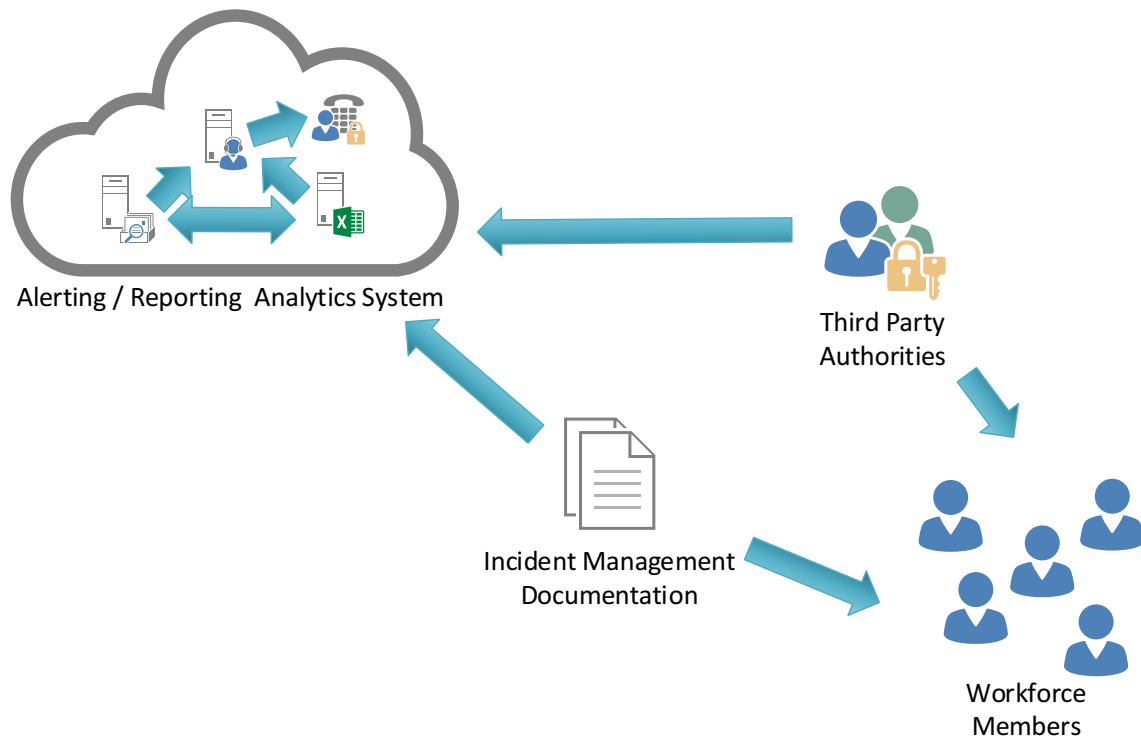 Alerting / Reporting  Analytics System
Third Party
Authorities
Incident Management
Documentation
Workforce
Members
X